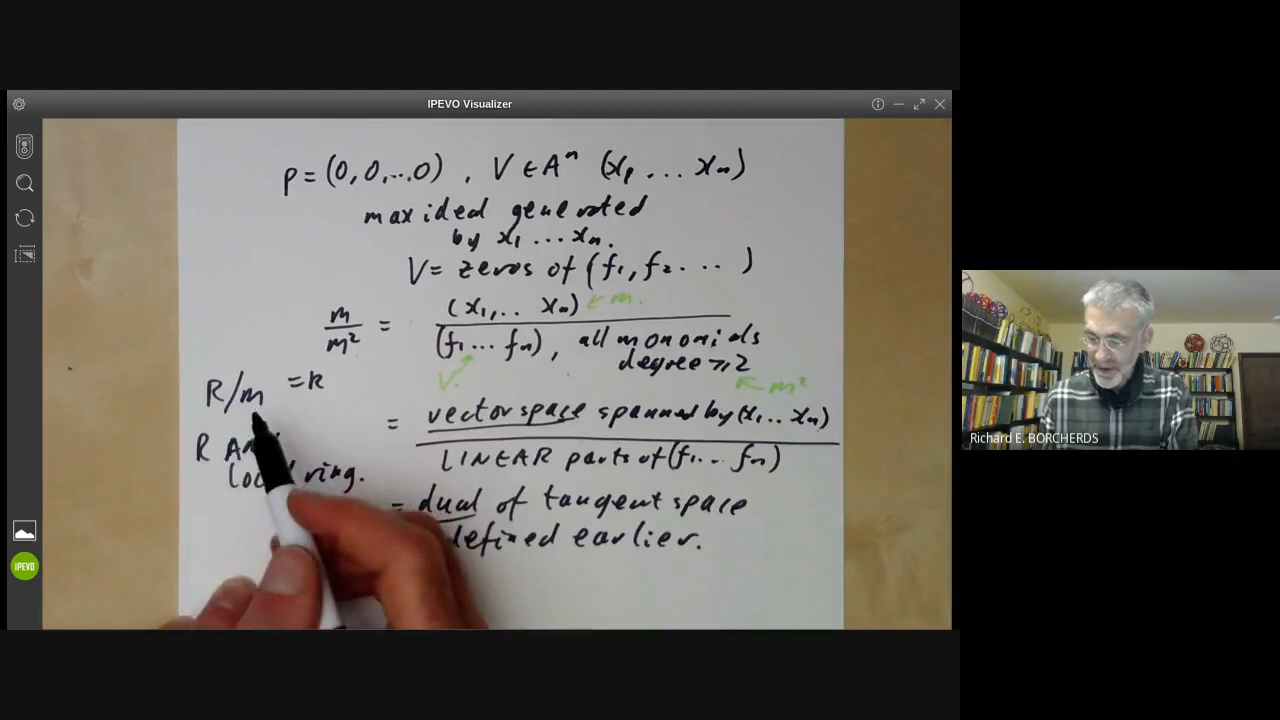 IPEVO Visualizer
p = (0, 0, ... 0) , V ∈ Aⁿ (x₁, ... xₙ)
max ideal generated
by x₁ ... xₙ.
V = zeros of (f₁, f₂ ... )
m/m² = (x₁, .. xₙ) ← m.
(f₁ ... fₙ), all monomials
degree ≥ 2
V. ← m²
R/m = k
= vector space spanned by (x₁ .. xₙ)
LINEAR parts of (f₁ ... fₙ)
R
ring.
= dual of tangent space
defined earlier.
Richard E. BORCHERDS
IPEVO